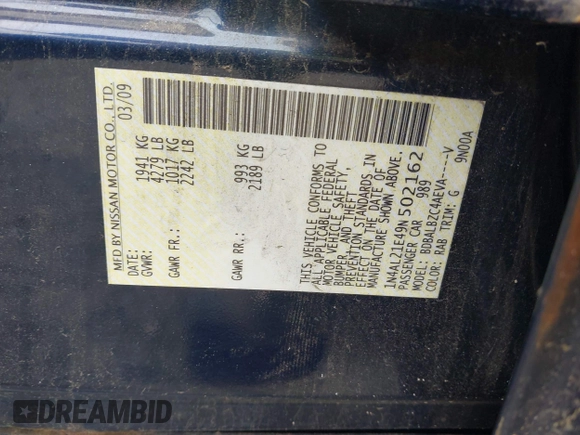 MFD BY NISSAN MOTOR CO., LTD.
DATE: 03/09
GVWR: 1941 KG
4279 LB
GAWR FR: 1017 KG
2242 LB
GAWR RR: 993 KG
2189 LB
THIS VEHICLE CONFORMS TO
ALL APPLICABLE FEDERAL
MOTOR VEHICLE SAFETY,
BUMPER, AND THEFT
PREVENTION STANDARDS IN
EFFECT ON THE DATE OF
MANUFACTURE SHOWN ABOVE.
1N4AL21E49N502162
PASSENGER CAR 989
MODEL: BDBALBZC4AEVA----V
COLOR: RAB TRIM: G 9N00A
DREAMBID